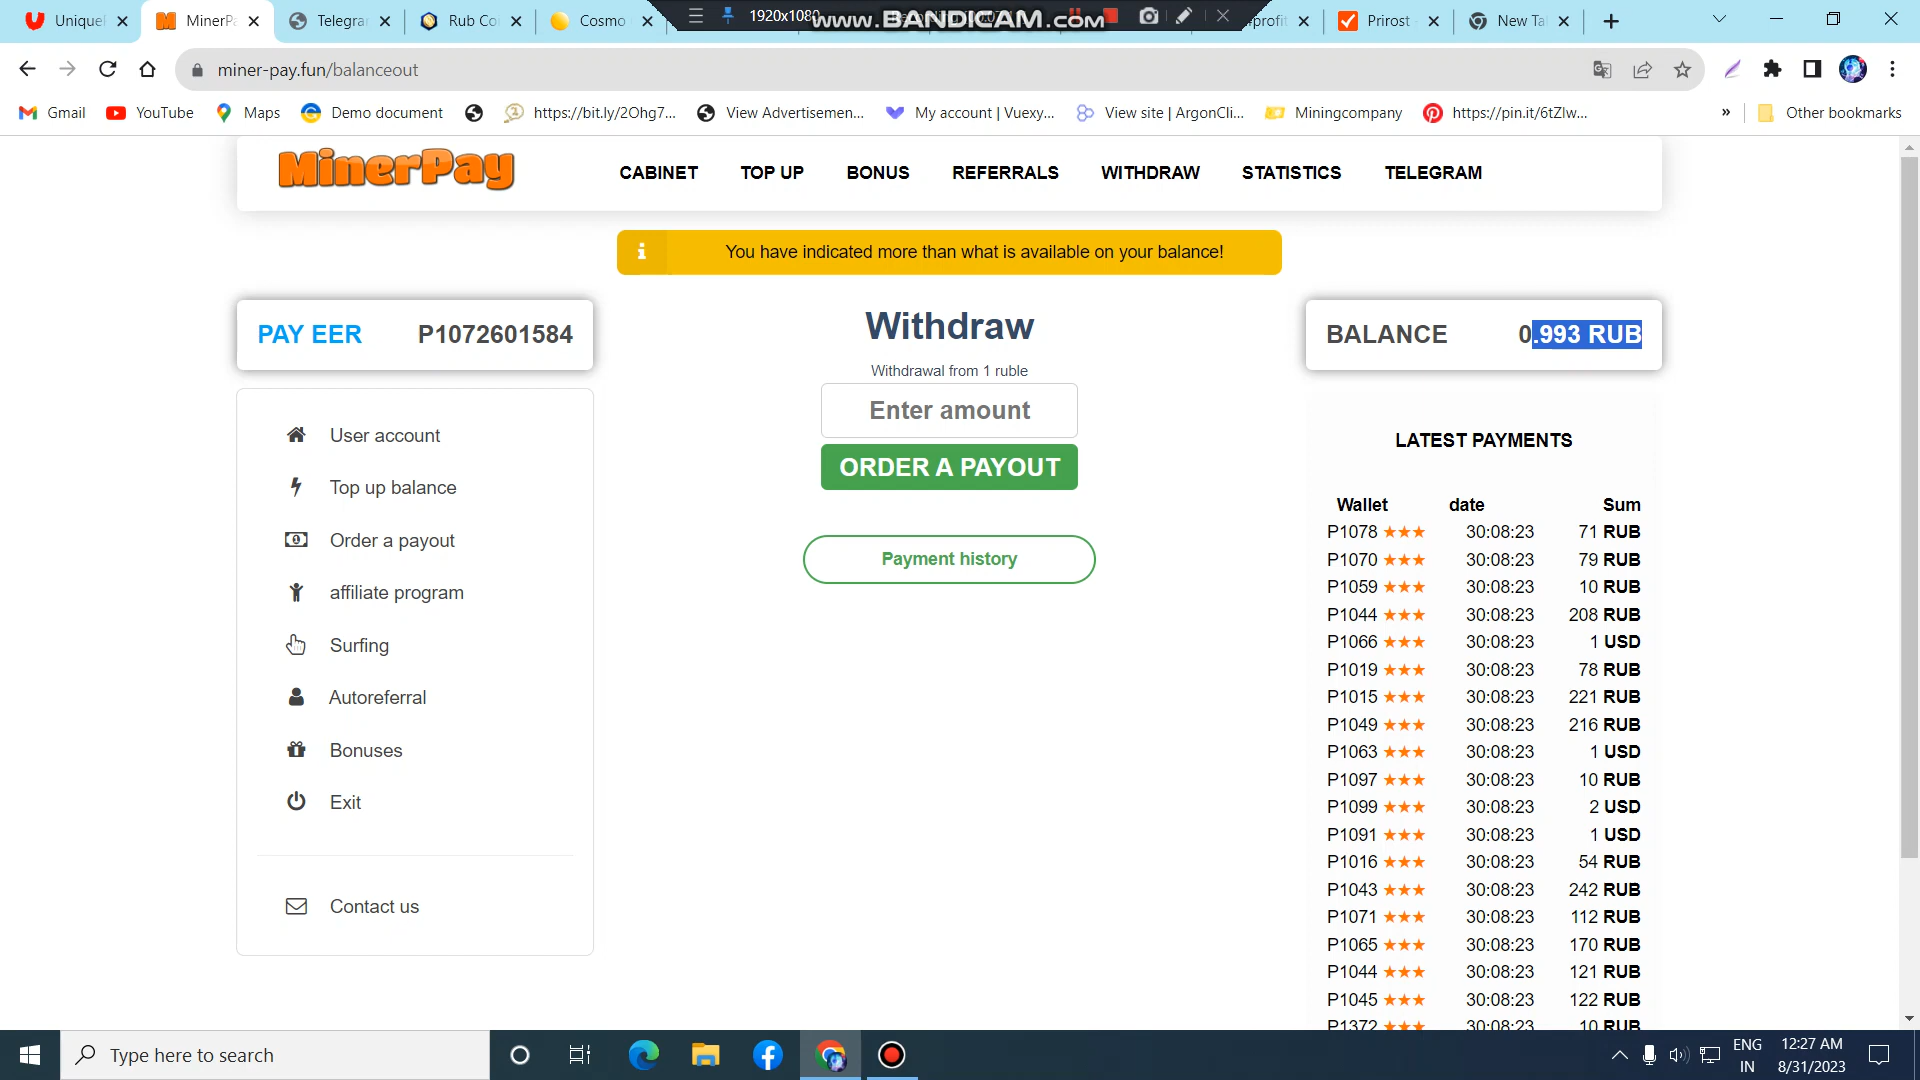 UniqueP
MinerPa
Telegra
Rub Co
Cosmo
1920x1080
www.BANDICAM.com
#profit
Prirost
New Ta
miner-pay.fun/balanceout
Gmail
YouTube
Maps
Demo document
https://bit.ly/2Ohg7...
View Advertisemen...
My account | Vuexy...
View site | ArgonCli...
Miningcompany
https://pin.it/6tZlw...
»
Other bookmarks
MinerPay
CABINET
TOP UP
BONUS
REFERRALS
WITHDRAW
STATISTICS
TELEGRAM
You have indicated more than what is available on your balance!
PAY EER P1072601584
User account
Top up balance
Order a payout
affiliate program
Surfing
Autoreferral
Bonuses
Exit
Contact us
Withdraw
Withdrawal from 1 ruble
Enter amount
ORDER A PAYOUT
Payment history
BALANCE 0.993 RUB
LATEST PAYMENTS
Wallet date Sum
P1078 ★★★ 30:08:23 71 RUB
P1070 ★★★ 30:08:23 79 RUB
P1059 ★★★ 30:08:23 10 RUB
P1044 ★★★ 30:08:23 208 RUB
P1066 ★★★ 30:08:23 1 USD
P1019 ★★★ 30:08:23 78 RUB
P1015 ★★★ 30:08:23 221 RUB
P1049 ★★★ 30:08:23 216 RUB
P1063 ★★★ 30:08:23 1 USD
P1097 ★★★ 30:08:23 10 RUB
P1099 ★★★ 30:08:23 2 USD
P1091 ★★★ 30:08:23 1 USD
P1016 ★★★ 30:08:23 54 RUB
P1043 ★★★ 30:08:23 242 RUB
P1071 ★★★ 30:08:23 112 RUB
P1065 ★★★ 30:08:23 170 RUB
P1044 ★★★ 30:08:23 121 RUB
P1045 ★★★ 30:08:23 122 RUB
P1372 ★★★ 30:08:23 10 RUB
Type here to search
ENG
IN
12:27 AM
8/31/2023